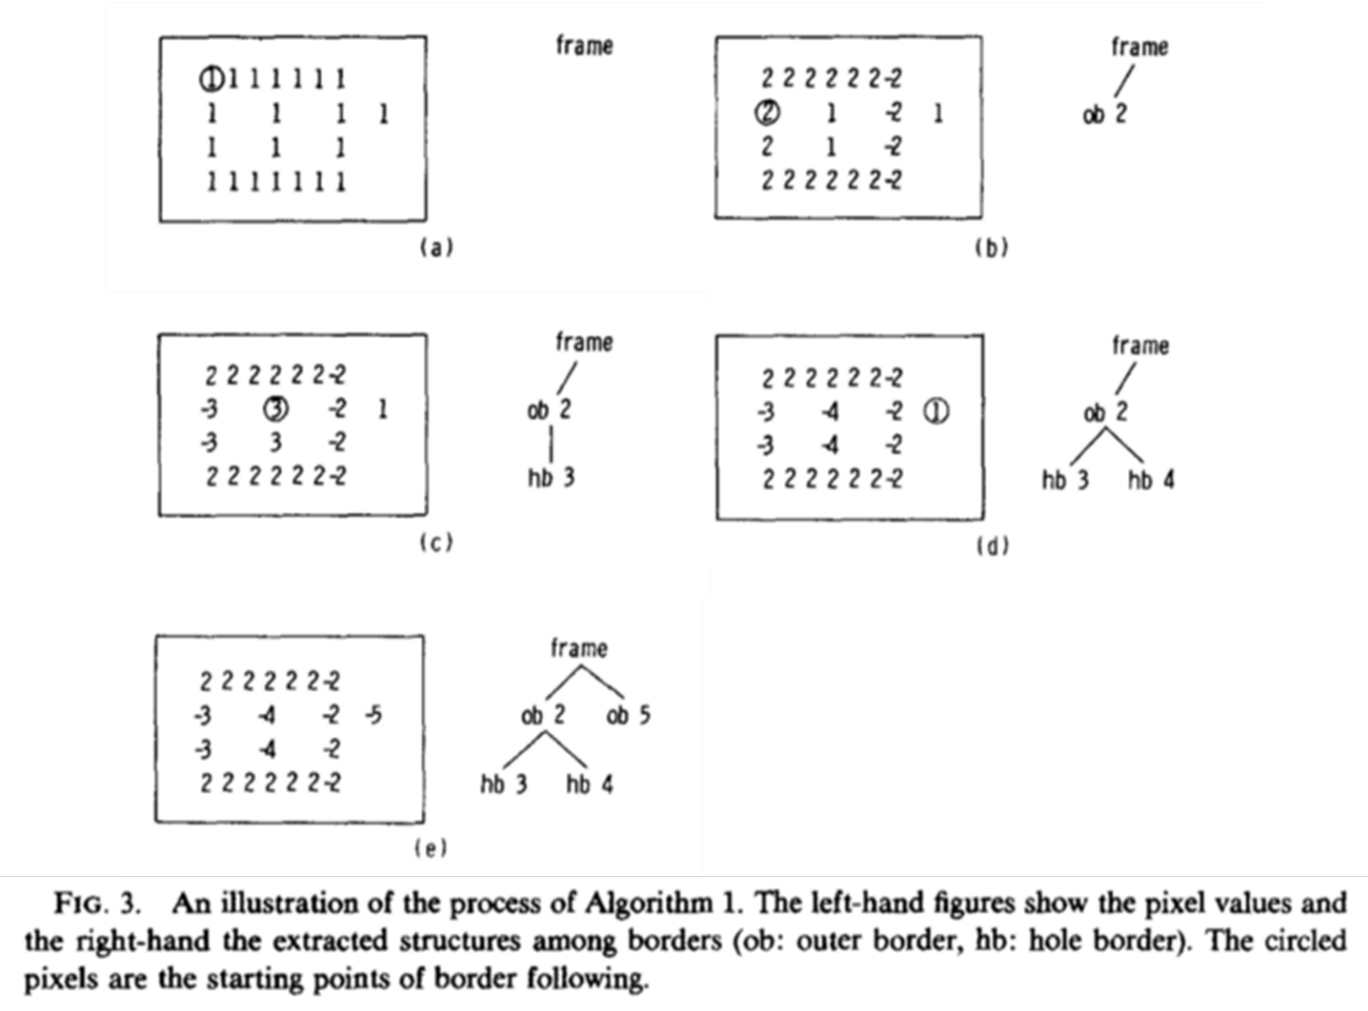 frame
①1 1 1 1 1 1
1 1 1 1
1 1 1
1 1 1 1 1 1 1
(a)
frame
2 2 2 2 2 2 -2
② 1 -2 1
ob 2
2 1 -2
2 2 2 2 2 2 -2
(b)
frame
2 2 2 2 2 2 -2
-3 ③ -2 1
ob 2
-3 3 -2
2 2 2 2 2 2 -2
hb 3
(c)
frame
2 2 2 2 2 2 -2
-3 -4 -2 ①
ob 2
-3 -4 -2
2 2 2 2 2 2 -2
hb 3 hb 4
(d)
frame
2 2 2 2 2 2 -2
-3 -4 -2 -5
ob 2 ob 5
-3 -4 -2
2 2 2 2 2 2 -2
hb 3 hb 4
(e)
FIG. 3. An illustration of the process of Algorithm 1. The left-hand figures show the pixel values and
the right-hand the extracted structures among borders (ob: outer border, hb: hole border). The circled
pixels are the starting points of border following.